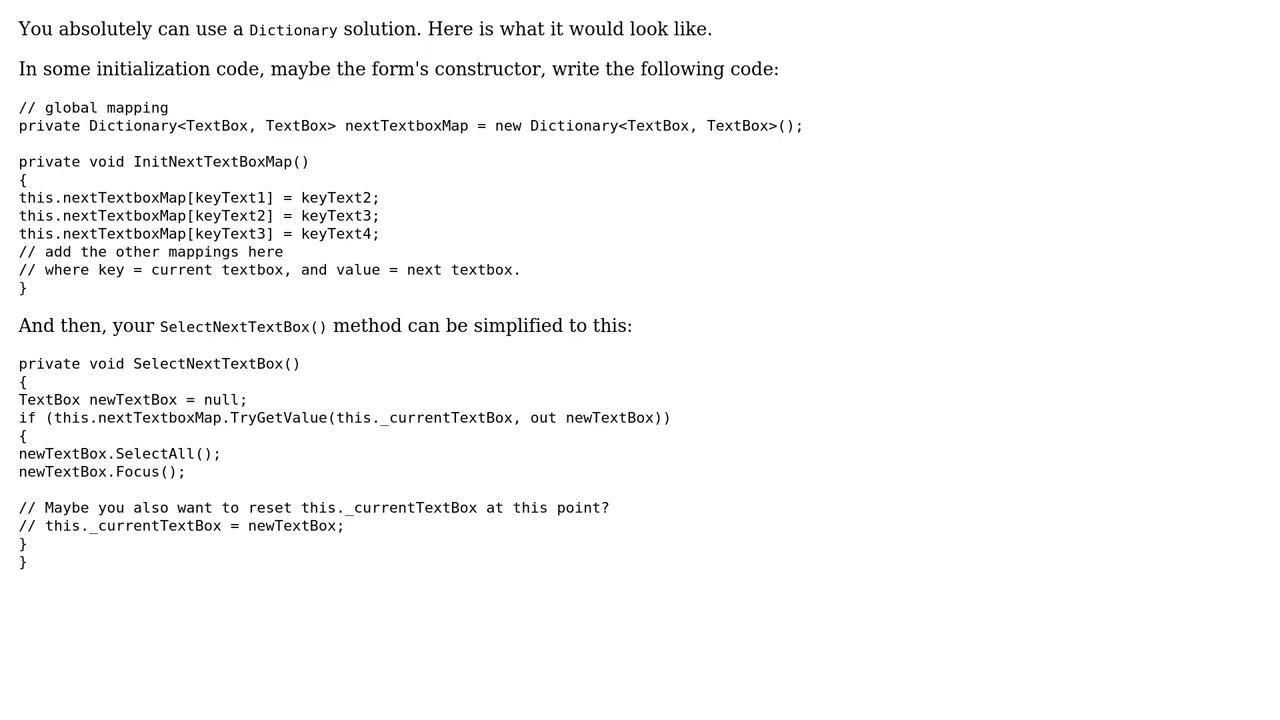 You absolutely can use a Dictionary solution. Here is what it would look like.
In some initialization code, maybe the form's constructor, write the following code:
// global mapping
private Dictionary<TextBox, TextBox> nextTextboxMap = new Dictionary<TextBox, TextBox>();
private void InitNextTextBoxMap()
{
this.nextTextboxMap[keyText1] = keyText2;
this.nextTextboxMap[keyText2] = keyText3;
this.nextTextboxMap[keyText3] = keyText4;
// add the other mappings here
// where key = current textbox, and value = next textbox.
}
And then, your SelectNextTextBox() method can be simplified to this:
private void SelectNextTextBox()
{
TextBox newTextBox = null;
if (this.nextTextboxMap.TryGetValue(this._currentTextBox, out newTextBox))
{
newTextBox.SelectAll();
newTextBox.Focus();
// Maybe you also want to reset this._currentTextBox at this point?
// this._currentTextBox = newTextBox;
}
}